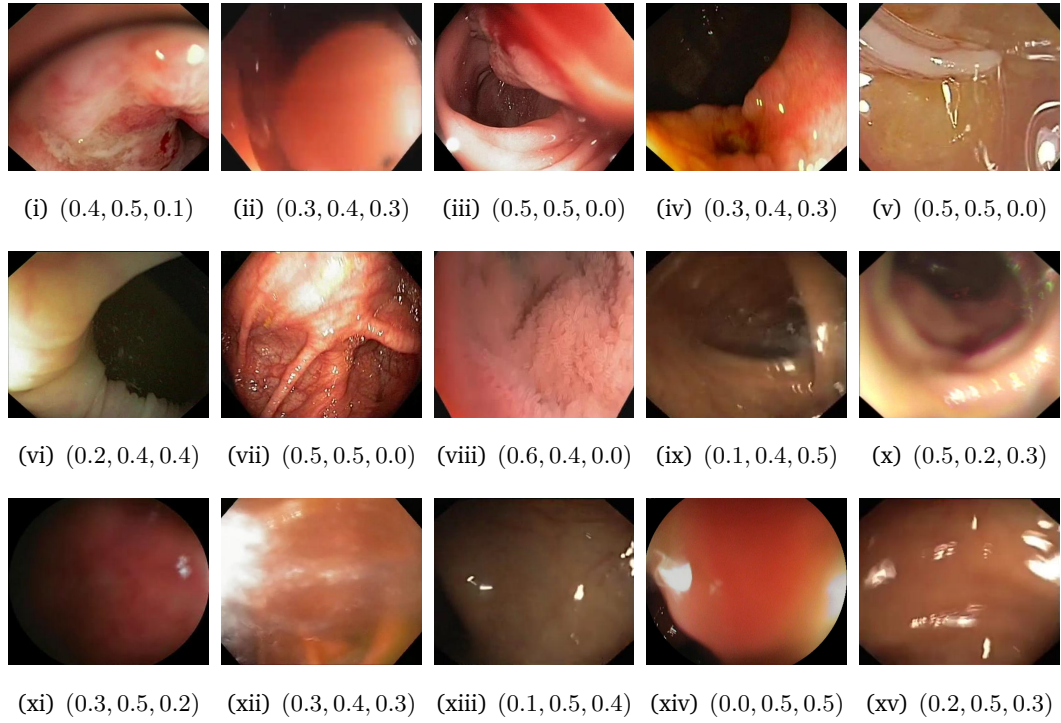 (i) (0.4, 0.5, 0.1) (ii) (0.3, 0.4, 0.3) (iii) (0.5, 0.5, 0.0) (iv) (0.3, 0.4, 0.3) (v) (0.5, 0.5, 0.0)
(vi) (0.2, 0.4, 0.4) (vii) (0.5, 0.5, 0.0) (viii) (0.6, 0.4, 0.0) (ix) (0.1, 0.4, 0.5) (x) (0.5, 0.2, 0.3)
(xi) (0.3, 0.5, 0.2) (xii) (0.3, 0.4, 0.3) (xiii) (0.1, 0.5, 0.4) (xiv) (0.0, 0.5, 0.5) (xv) (0.2, 0.5, 0.3)